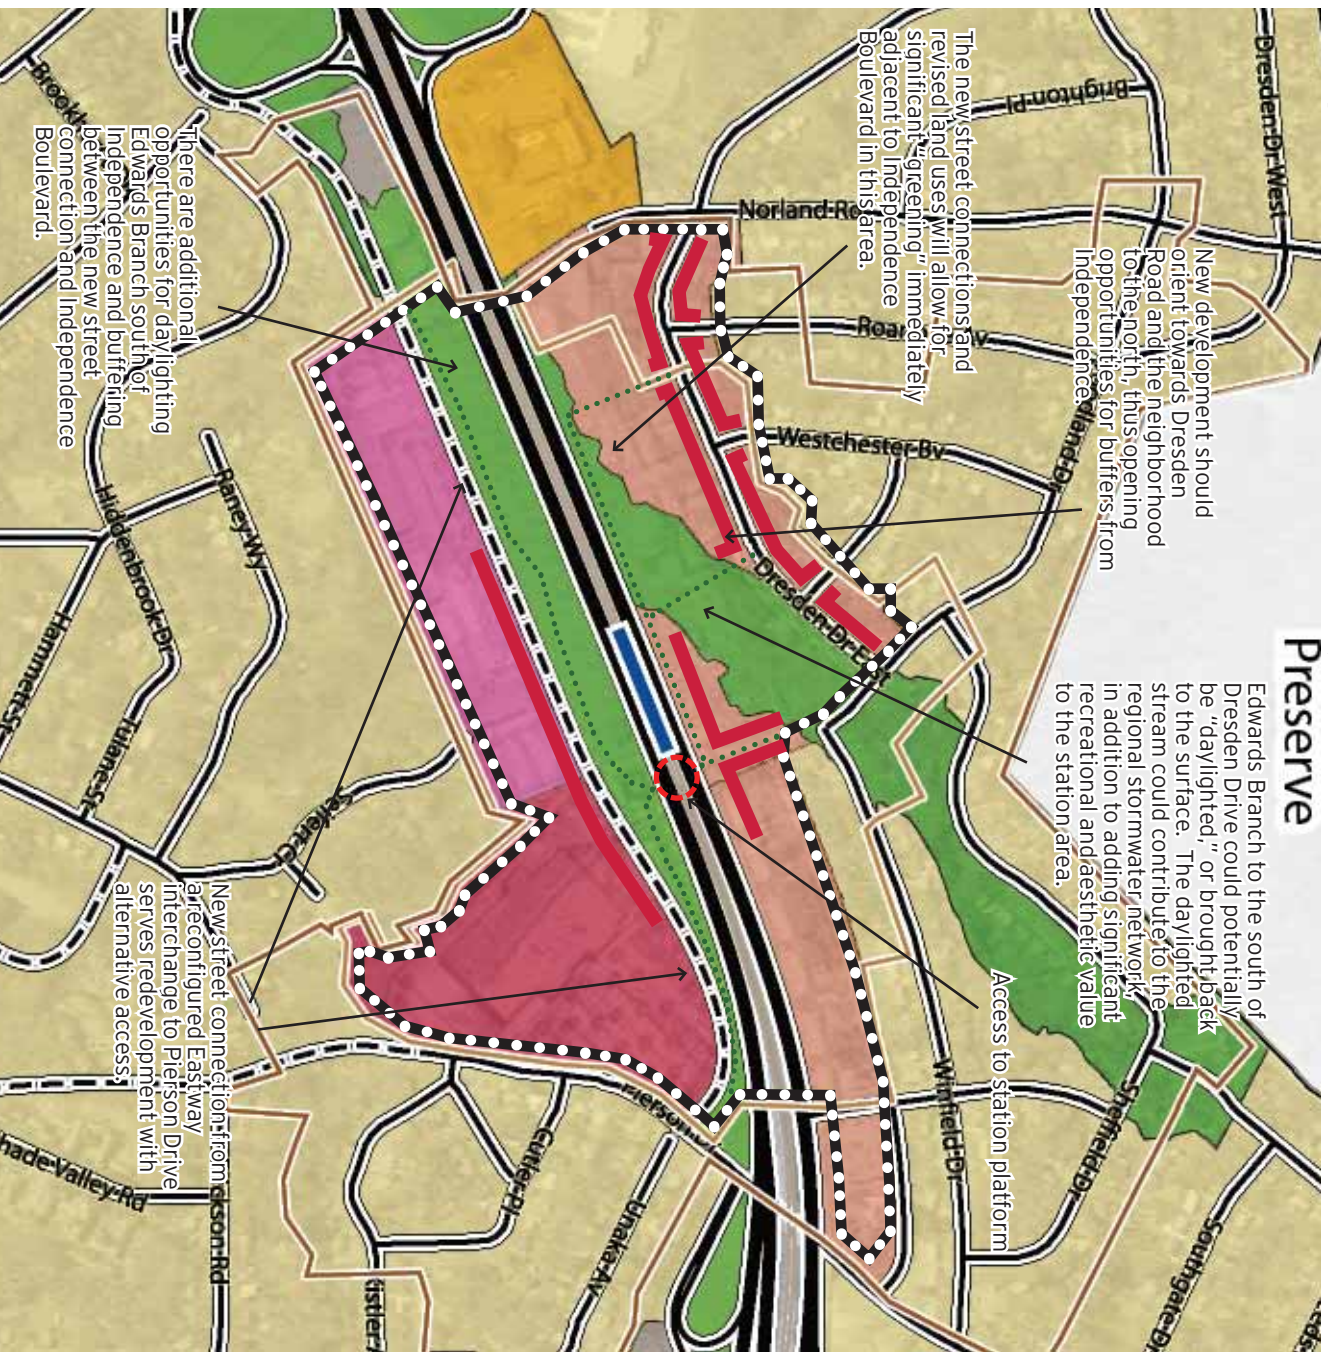 Preserve
Dresden Dr West
Brighton Pl
Norland Ro
Westchester Bv
Dresden Dr East
Winfield Dr
Sheffield Dr
Southgate Dr
Raney Wy
Hiddenbrook Dr
Hammett St
Tulane St
Seifert Ci
Cutler Pl
Unaka Av
hade Valley Rd
ckson Rd
Pierson
The new street connections and
revised land uses will allow for
significant “greening” immediately
adjacent to Independence
Boulevard in this area.
New development should
orient towards Dresden
Road and the neighborhood
to the north, thus opening
opportunities for buffers from
Independence.
Edwards Branch to the south of
Dresden Drive could potentially
be “daylighted,” or brought back
to the surface. The daylighted
stream could contribute to the
regional stormwater network,
in addition to adding significant
recreational and aesthetic value
to the station area.
Access to station platform
There are additional
opportunities for daylighting
Edwards Branch south of
Independence and buffering
between the new street
connection and Independence
Boulevard.
New street connection from
a reconfigured Eastway
interchange to Pierson Drive
serves redevelopment with
alternative access.